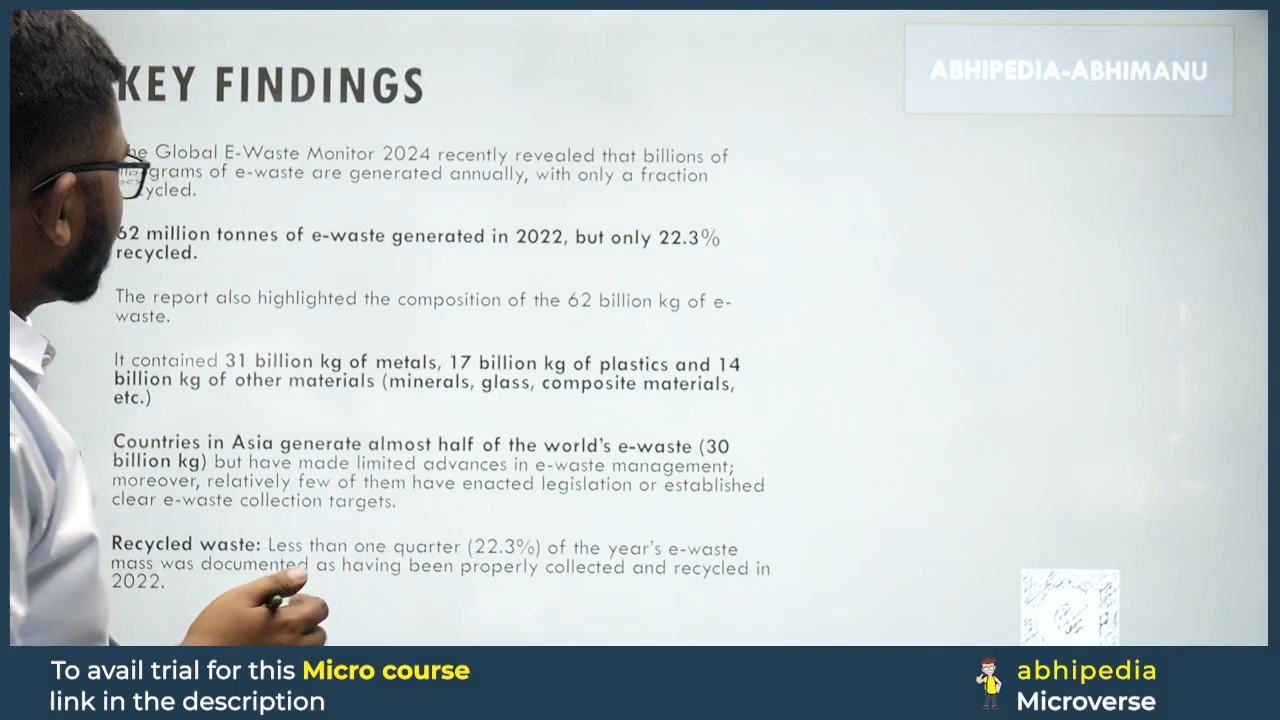 KEY FINDINGS
ABHIPEDIA-ABHIMANU
he Global E-Waste Monitor 2024 recently revealed that billions of
grams of e-waste are generated annually, with only a fraction
ycled.
62 million tonnes of e-waste generated in 2022, but only 22.3%
recycled.
The report also highlighted the composition of the 62 billion kg of e-
waste.
It contained 31 billion kg of metals, 17 billion kg of plastics and 14
billion kg of other materials (minerals, glass, composite materials,
etc.)
Countries in Asia generate almost half of the world's e-waste (30
billion kg) but have made limited advances in e-waste management;
moreover, relatively few of them have enacted legislation or established
clear e-waste collection targets.
Recycled waste: Less than one quarter (22.3%) of the year's e-waste
mass was documented as having been properly collected and recycled in
2022.
To avail trial for this Micro course
link in the description
abhipedia
Microverse